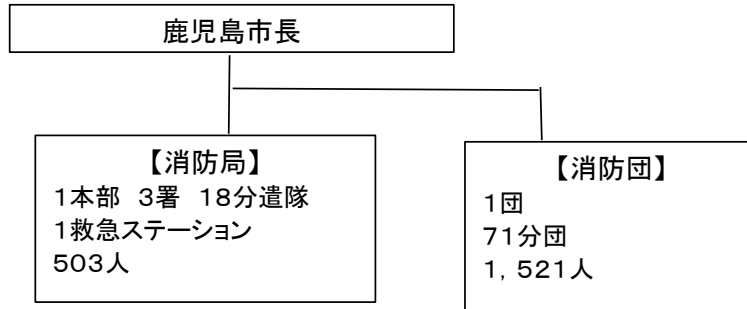 鹿児島市長
【消防局】
1本部 3署 18分遣隊
1救急ステーション
503人
【消防団】
1団
71分団
1,521人